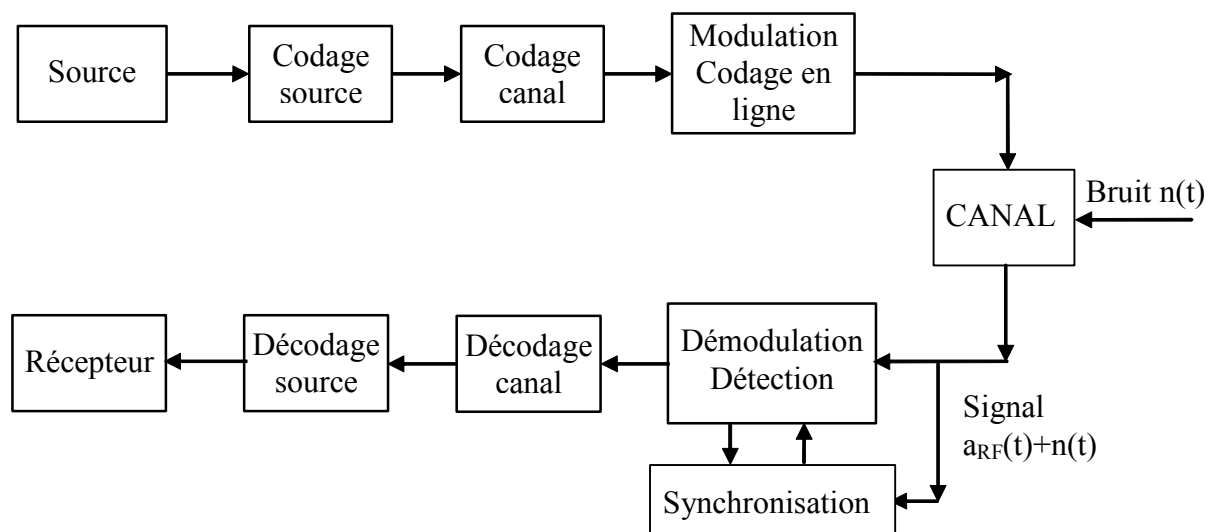 Source
Codage
source
Codage
canal
Modulation
Codage en
ligne
CANAL
Bruit n(t)
Récepteur
Décodage
source
Décodage
canal
Démodulation
Détection
Signal
a_RF(t)+n(t)
Synchronisation